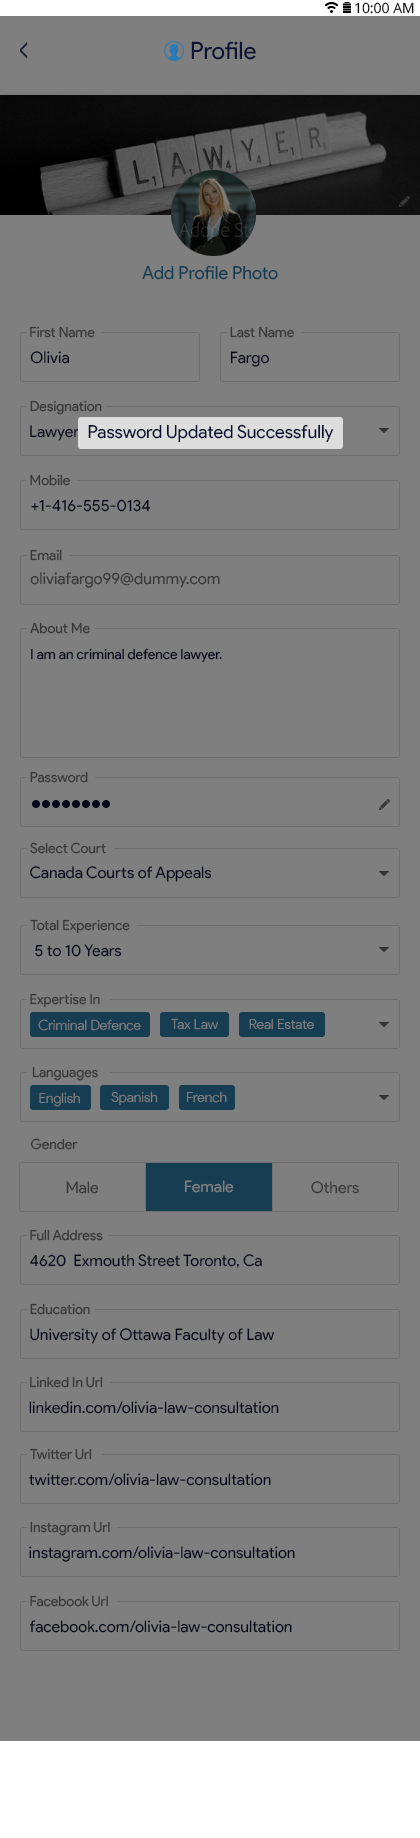 10:00 AM
Profile
LAWYER
Adobe St
Add Profile Photo
First Name
Last Name
Olivia
Fargo
Designation
Lawyer
Password Updated Successfully
Mobile
+1-416-555-0134
Email
oliviafargo99@dummy.com
About Me
I am an criminal defence lawyer.
Password
Select Court
Canada Courts of Appeals
Total Experience
5 to 10 Years
Expertise In
Criminal Defence Tax Law Real Estate
Languages
English Spanish French
Gender
Male Female Others
Full Address
4620 Exmouth Street Toronto, Ca
Education
University of Ottawa Faculty of Law
Linked In Url
linkedin.com/olivia-law-consultation
Twitter Url
twitter.com/olivia-law-consultation
Instagram Url
instagram.com/olivia-law-consultation
Facebook Url
facebook.com/olivia-law-consultation